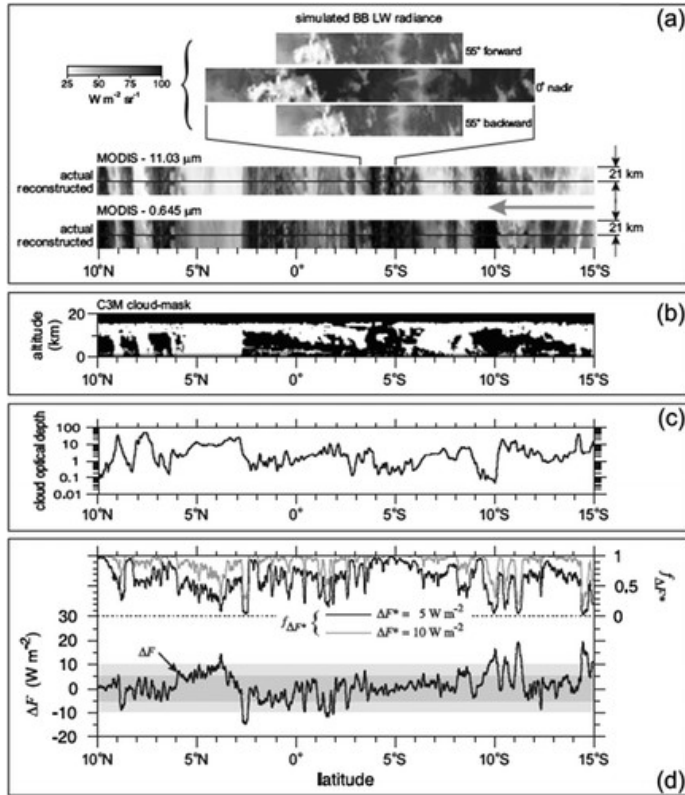 simulated BB LW radiance
(a)
55° forward
25 50 75 100
W m⁻² sr⁻¹
0° nadir
55° backward
MODIS - 11.03 µm
actual
reconstructed
21 km
MODIS - 0.645 µm
actual
reconstructed
21 km
10°N 5°N 0° 5°S 10°S 15°S
C3M cloud-mask
(b)
20
10
0
altitude
(km)
10°N 5°N 0° 5°S 10°S 15°S
(c)
100
10
1
0.1
0.01
cloud optical depth
10°N 5°N 0° 5°S 10°S 15°S
1
0.5
0
fΔF*
fΔF* { ΔF* = 5 W m⁻²
ΔF* = 10 W m⁻²
30
20
10
0
-10
-20
ΔF (W m⁻²)
ΔF
10°N 5°N 0° 5°S 10°S 15°S
latitude
(d)